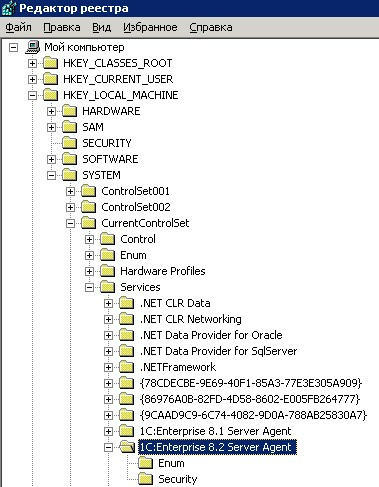 Редактор реестра
Файл Правка Вид Избранное Справка
Мой компьютер
HKEY_CLASSES_ROOT
HKEY_CURRENT_USER
HKEY_LOCAL_MACHINE
HARDWARE
SAM
SECURITY
SOFTWARE
SYSTEM
ControlSet001
ControlSet002
CurrentControlSet
Control
Enum
Hardware Profiles
Services
.NET CLR Data
.NET CLR Networking
.NET Data Provider for Oracle
.NET Data Provider for SqlServer
.NETFramework
{78CDECBE-9E69-40F1-85A3-77E3E305A909}
{86976A0B-82FD-4D58-8602-E005FB264777}
{9CAAD9C9-6C74-4082-9D0A-788AB25830A7}
1C:Enterprise 8.1 Server Agent
1C:Enterprise 8.2 Server Agent
Enum
Security